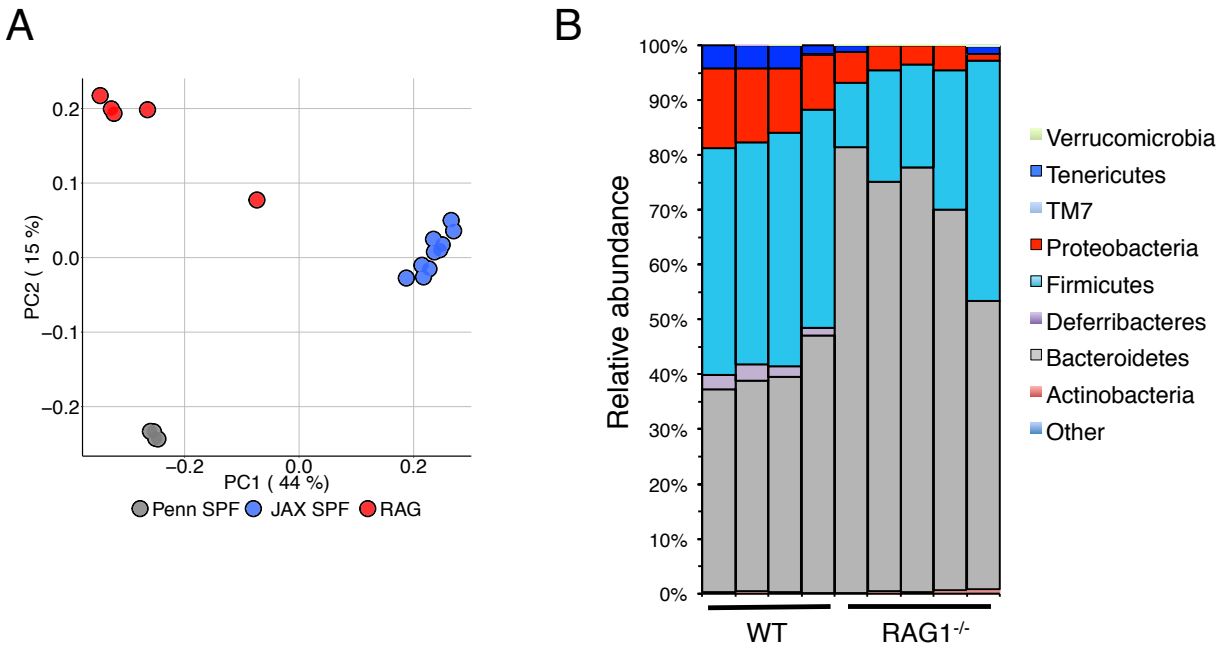 A
0.2
0.1
0.0
−0.1
−0.2
PC2 ( 15 %)
−0.2
0.0
0.2
PC1 ( 44 %)
Penn SPF
JAX SPF
RAG
B
100%
90%
80%
70%
60%
50%
40%
30%
20%
10%
0%
Relative abundance
WT
RAG1-/-
Verrucomicrobia
Tenericutes
TM7
Proteobacteria
Firmicutes
Deferribacteres
Bacteroidetes
Actinobacteria
Other